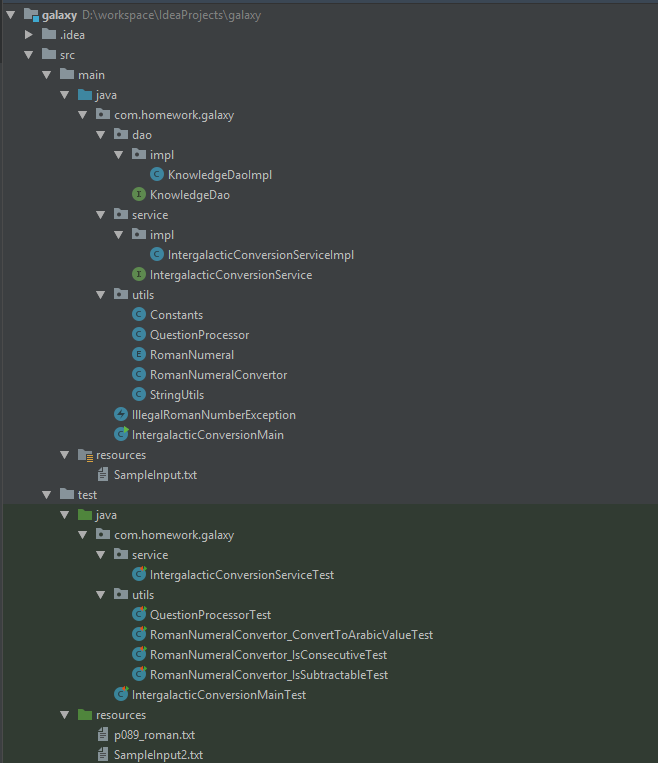 galaxy D:\workspace\IdeaProjects\galaxy
.idea
src
main
java
com.homework.galaxy
dao
impl
KnowledgeDaoImpl
KnowledgeDao
service
impl
IntergalacticConversionServiceImpl
IntergalacticConversionService
utils
Constants
QuestionProcessor
RomanNumeral
RomanNumeralConvertor
StringUtils
IllegalRomanNumberException
IntergalacticConversionMain
resources
SampleInput.txt
test
java
com.homework.galaxy
service
IntergalacticConversionServiceTest
utils
QuestionProcessorTest
RomanNumeralConvertor_ConvertToArabicValueTest
RomanNumeralConvertor_IsConsecutiveTest
RomanNumeralConvertor_IsSubtractableTest
IntergalacticConversionMainTest
resources
p089_roman.txt
SampleInput2.txt